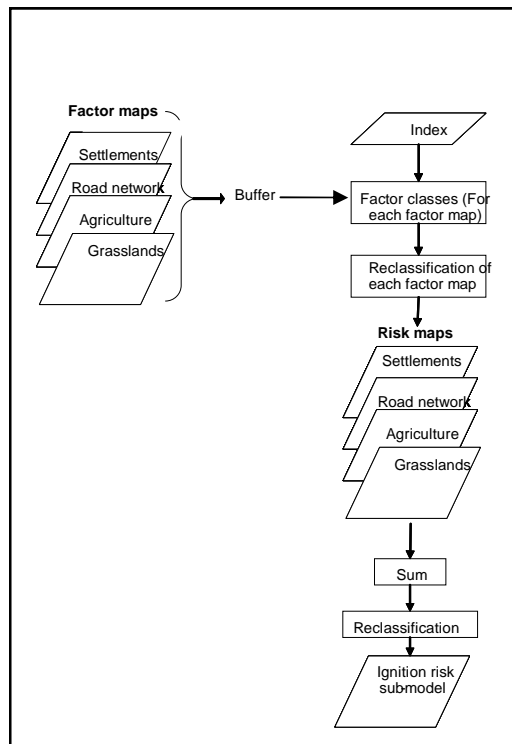 Factor maps
Settlements
Road network
Agriculture
Grasslands
Buffer
Index
Factor classes (For
each factor map)
Reclassification of
each factor map
Risk maps
Settlements
Road network
Agriculture
Grasslands
Sum
Reclassification
Ignition risk
sub-model